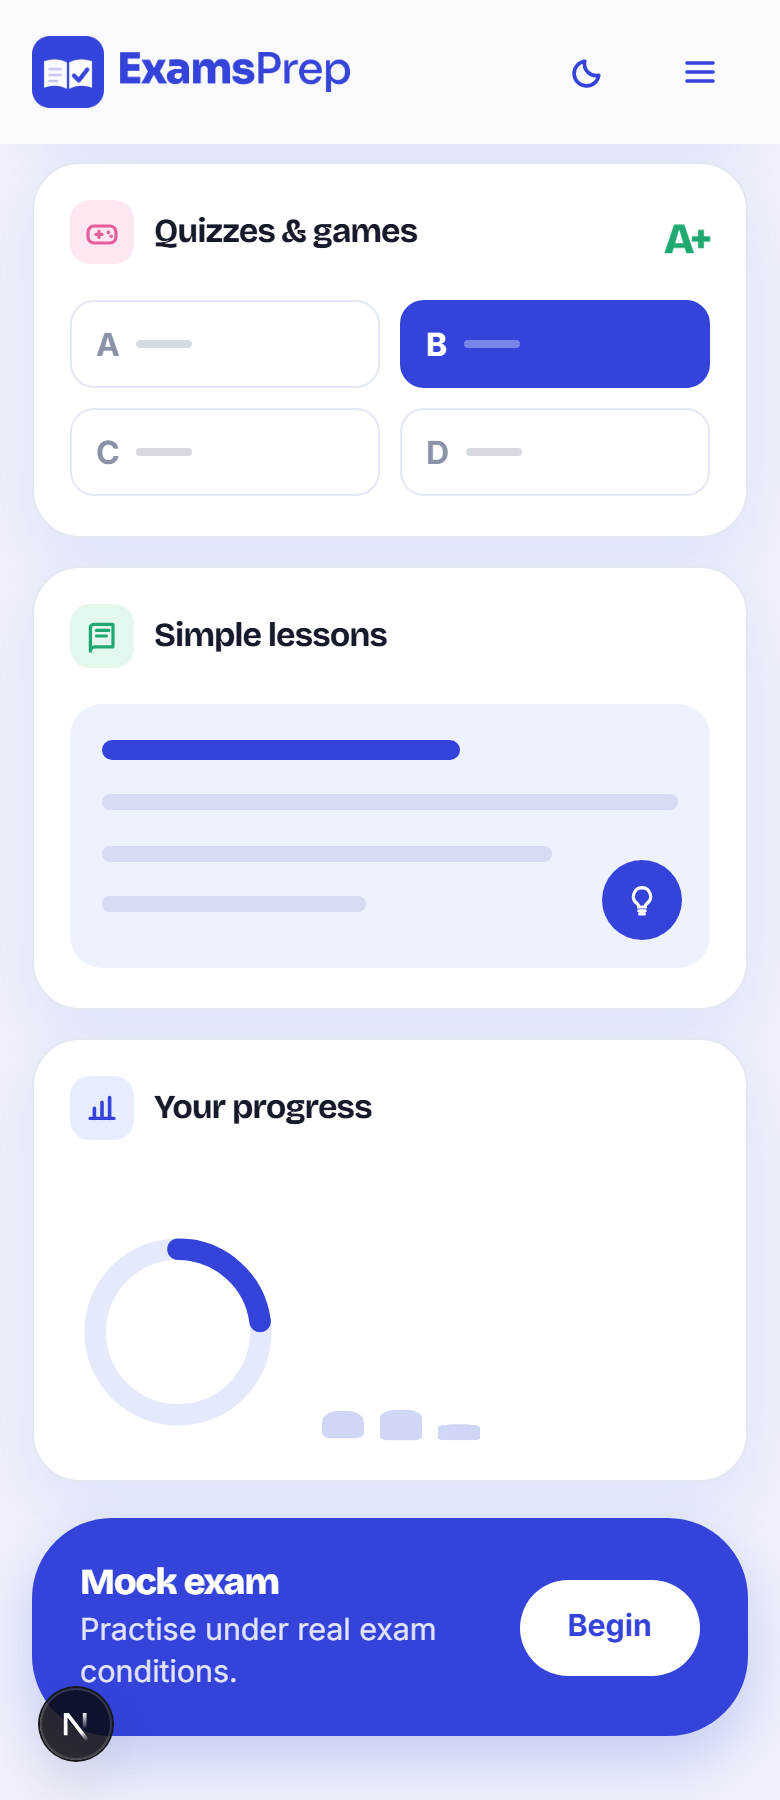 ExamsPrep
Quizzes & games
A+
A
B
C
D
Simple lessons
Your progress
Mock exam
Practise under real exam
conditions.
Begin
N